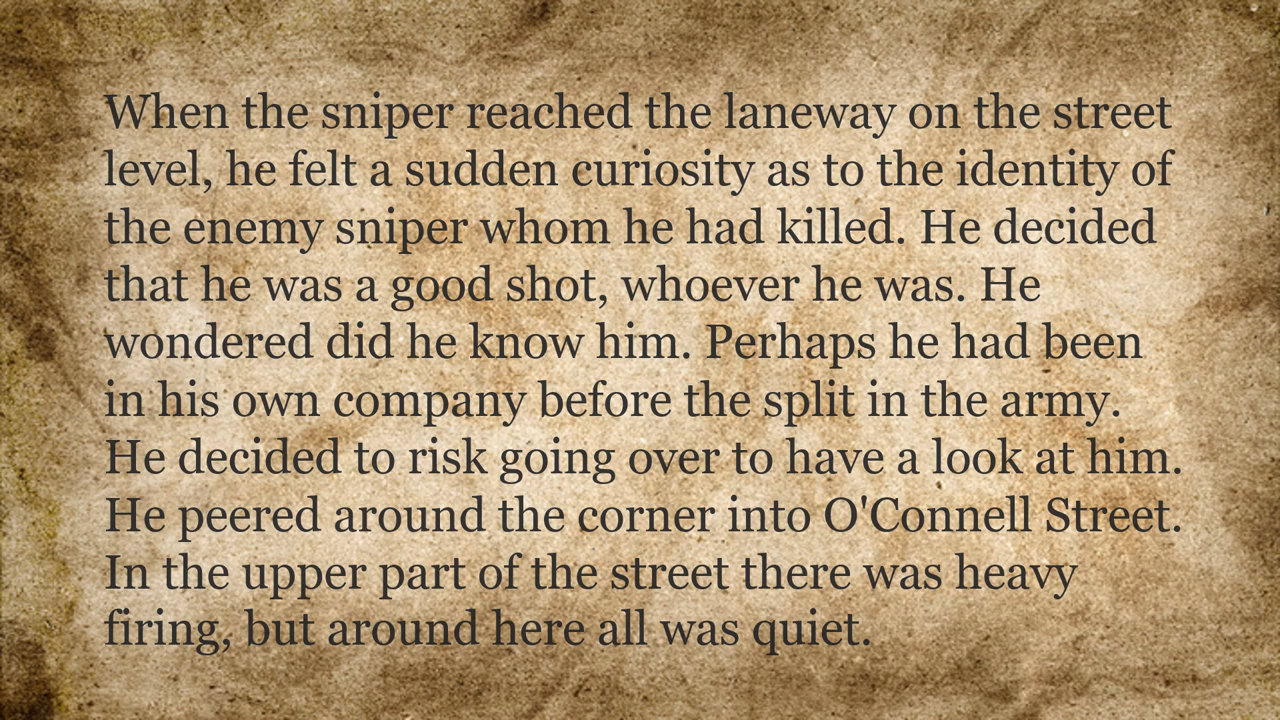 When the sniper reached the laneway on the street
level, he felt a sudden curiosity as to the identity of
the enemy sniper whom he had killed. He decided
that he was a good shot, whoever he was. He
wondered did he know him. Perhaps he had been
in his own company before the split in the army.
He decided to risk going over to have a look at him.
He peered around the corner into O'Connell Street.
In the upper part of the street there was heavy
firing, but around here all was quiet.